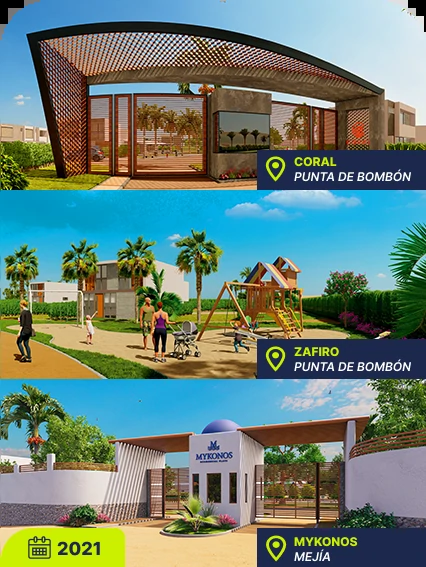 CORAL
PUNTA DE BOMBÓN
ZAFIRO
PUNTA DE BOMBÓN
MYKONOS
MYKONOS
MEJÍA
2021